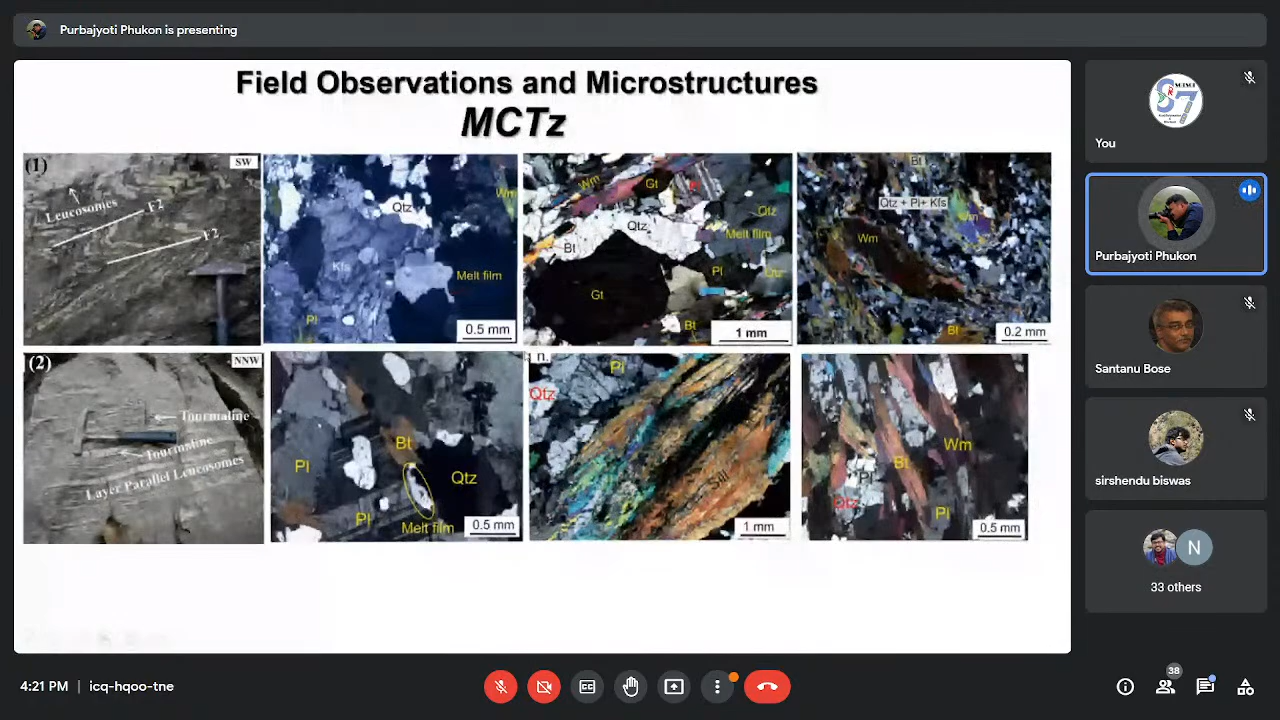 Purbajyoti Phukon is presenting
Field Observations and Microstructures
MCTz
(1)
SW
Leucosomes
F2
F2
Qtz
Wm
Kfs
Melt film
Pl
0.5 mm
Wm
Gt
Qtz
Qtz
Melt film
Bt
Pl
Qtz
Gt
Bt
1 mm
Bt
Qtz + Pl+ Kfs
Wm
Wm
Bt
0.2 mm
(2)
NNW
Tourmaline
Tourmaline
Layer Parallel Leucosomes
Bt
Pl
Qtz
Pl
Melt film
0.5 mm
n.
Pl
Qtz
Sill
1 mm
Wm
Bt
Pl
Qtz
Pl
0.5 mm
You
Purbajyoti Phukon
Santanu Bose
sirshendu biswas
N
33 others
4:21 PM | icq-hqoo-tne
38